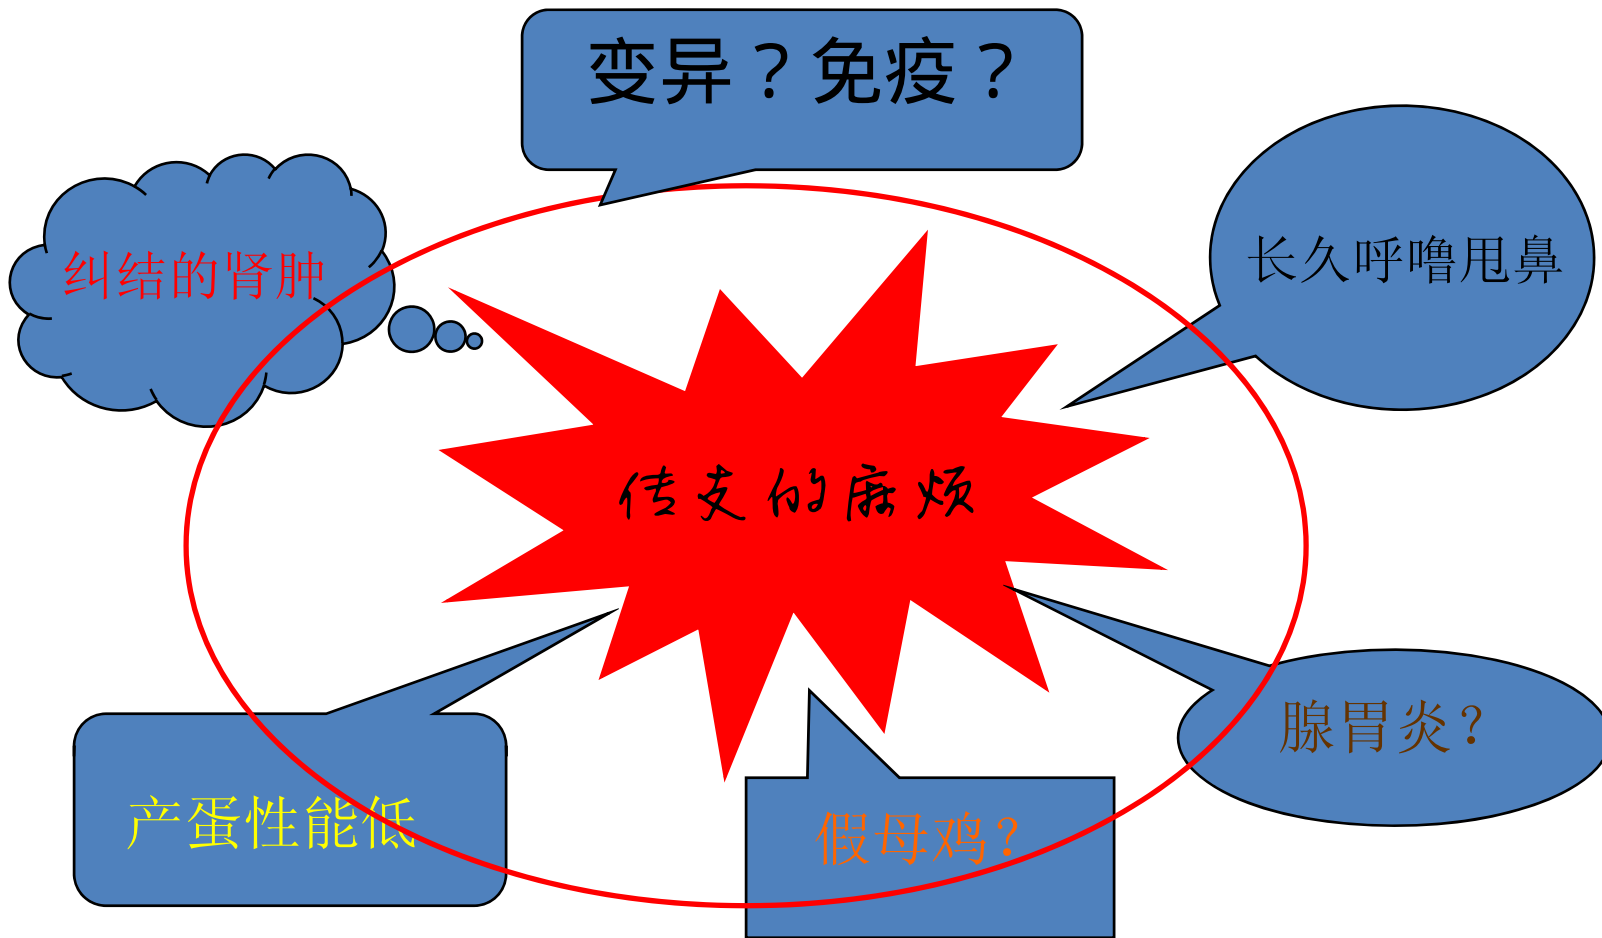 变异？免疫？
纠结的肾肿
长久呼噜甩鼻
传支的麻烦
腺胃炎？
产蛋性能低
假母鸡？